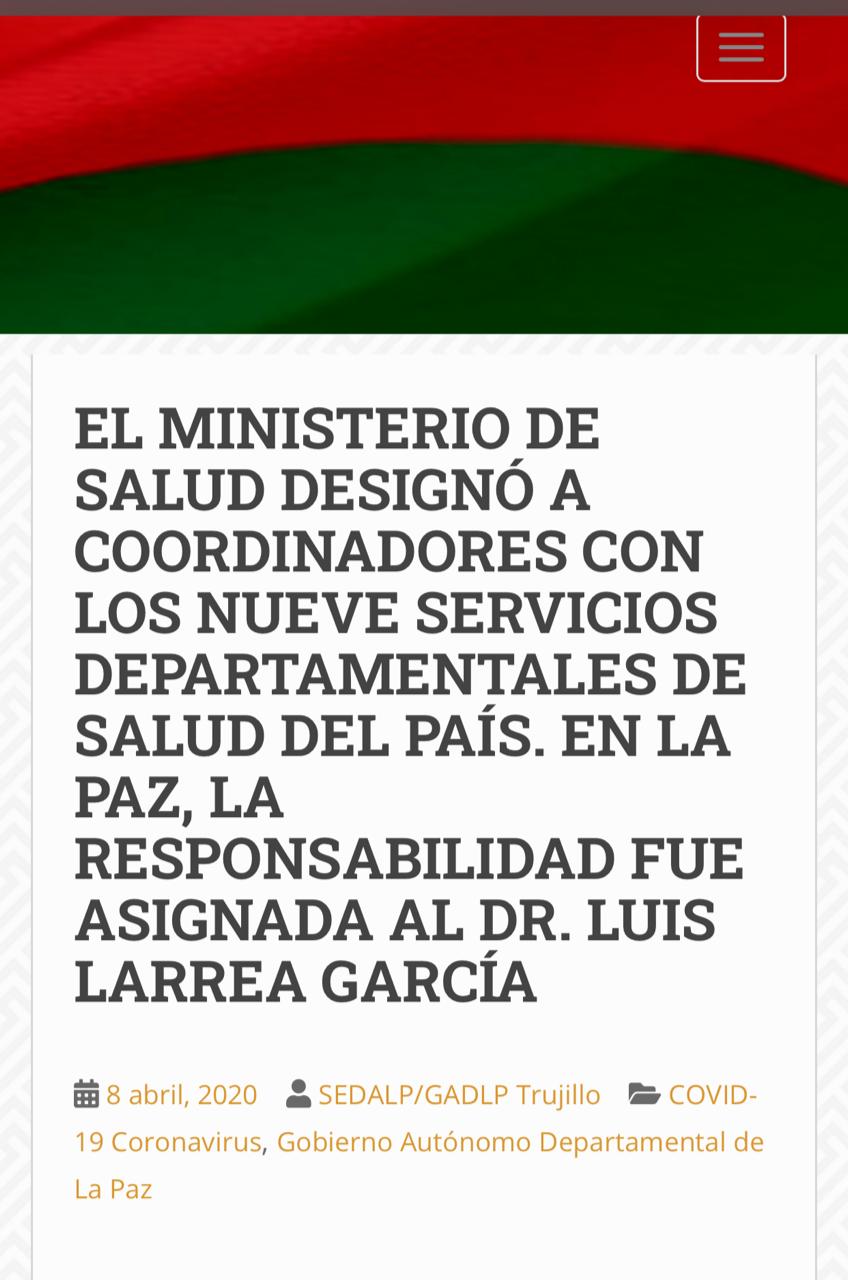 EL MINISTERIO DE
SALUD DESIGNÓ A
COORDINADORES CON
LOS NUEVE SERVICIOS
DEPARTAMENTALES DE
SALUD DEL PAÍS. EN LA
PAZ, LA
RESPONSABILIDAD FUE
ASIGNADA AL DR. LUIS
LARREA GARCÍA
8 abril, 2020 SEDALP/GADLP Trujillo COVID-
19 Coronavirus, Gobierno Autónomo Departamental de
La Paz